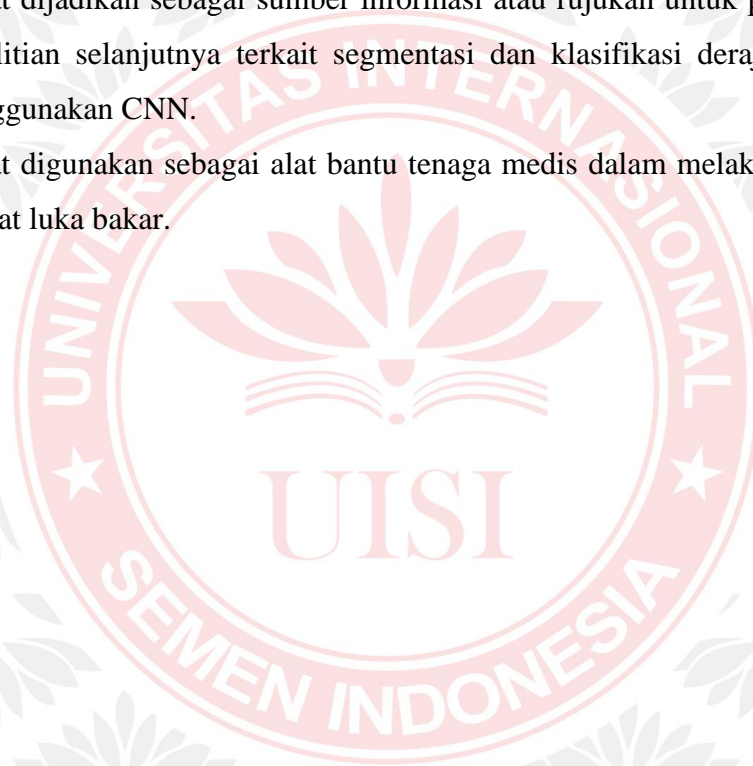 t dijadikan sebagai sumber informasi atau rujukan untuk p
litian selanjutnya terkait segmentasi dan klasifikasi deraj
ggunakan CNN.
t digunakan sebagai alat bantu tenaga medis dalam melak
at luka bakar.
UNIVERSITAS INTERNASIONAL
UISI
SEMEN INDONESIA